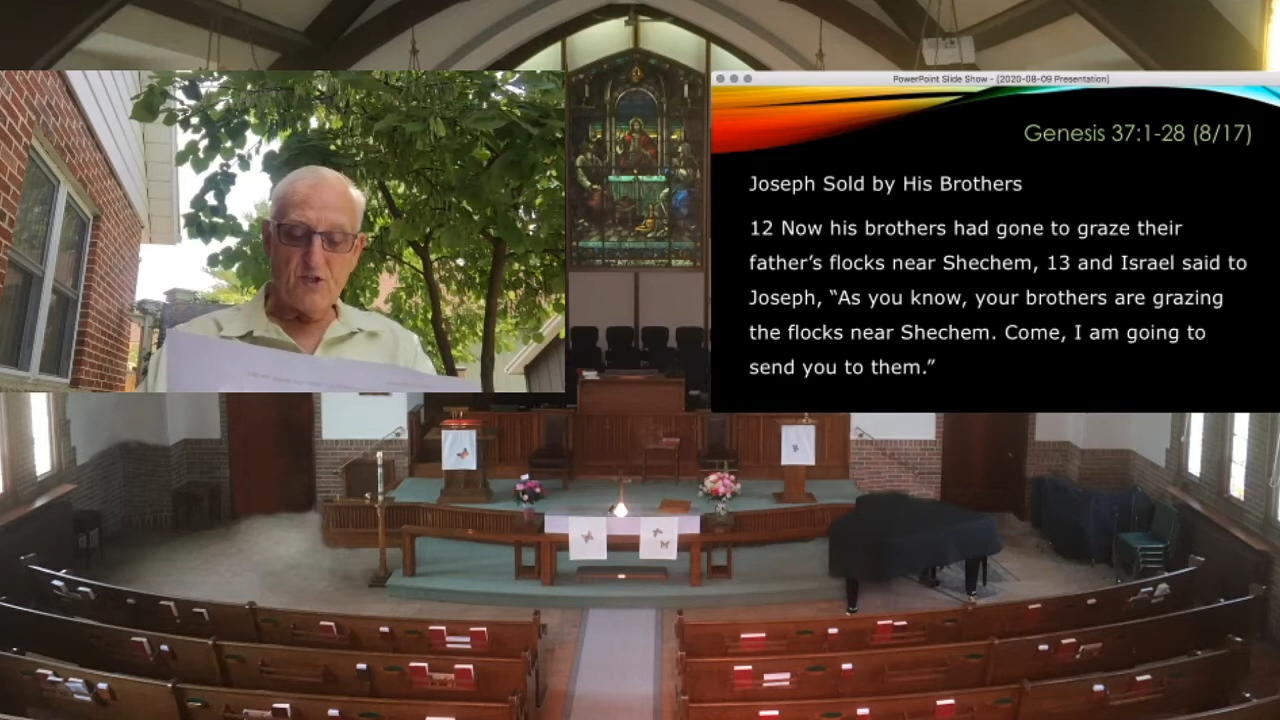 PowerPoint Slide Show - [2020-08-09 Presentation]
Genesis 37:1-28 (8/17)
Joseph Sold by His Brothers
12 Now his brothers had gone to graze their
father’s flocks near Shechem, 13 and Israel said to
Joseph, “As you know, your brothers are grazing
the flocks near Shechem. Come, I am going to
send you to them.”